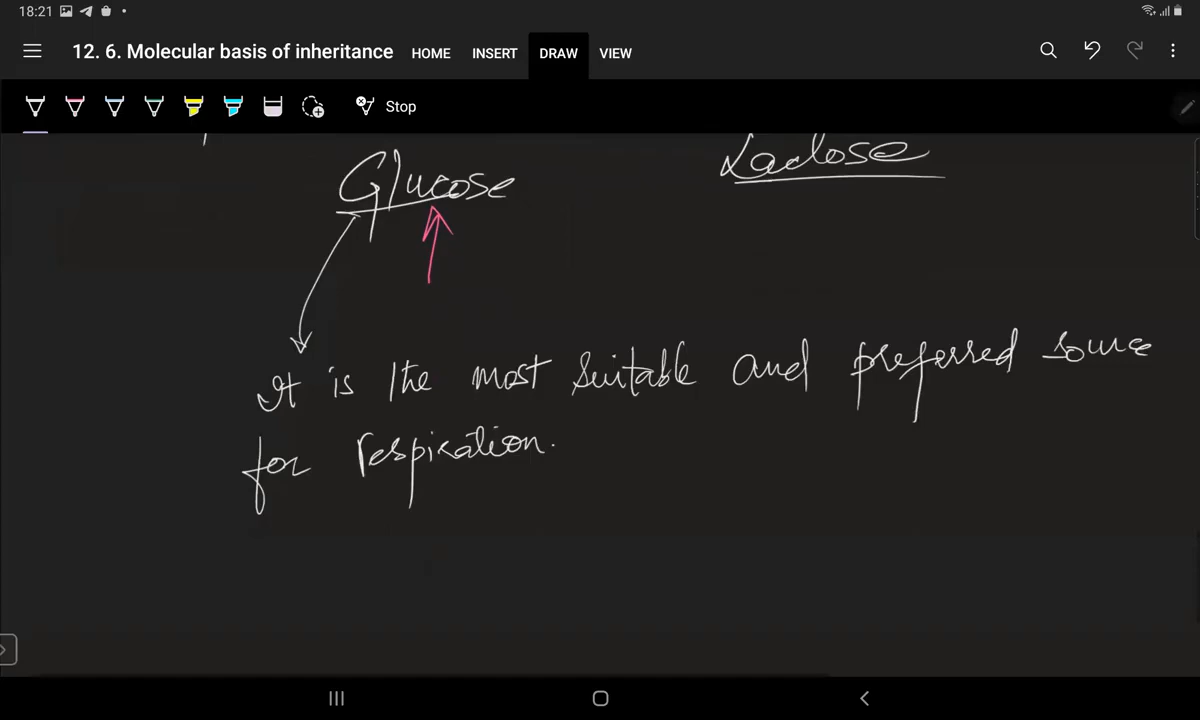 18:21
12. 6. Molecular basis of inheritance HOME INSERT DRAW VIEW
Stop
Glucose Lactose
It is the most suitable and preferred source
for respiration.